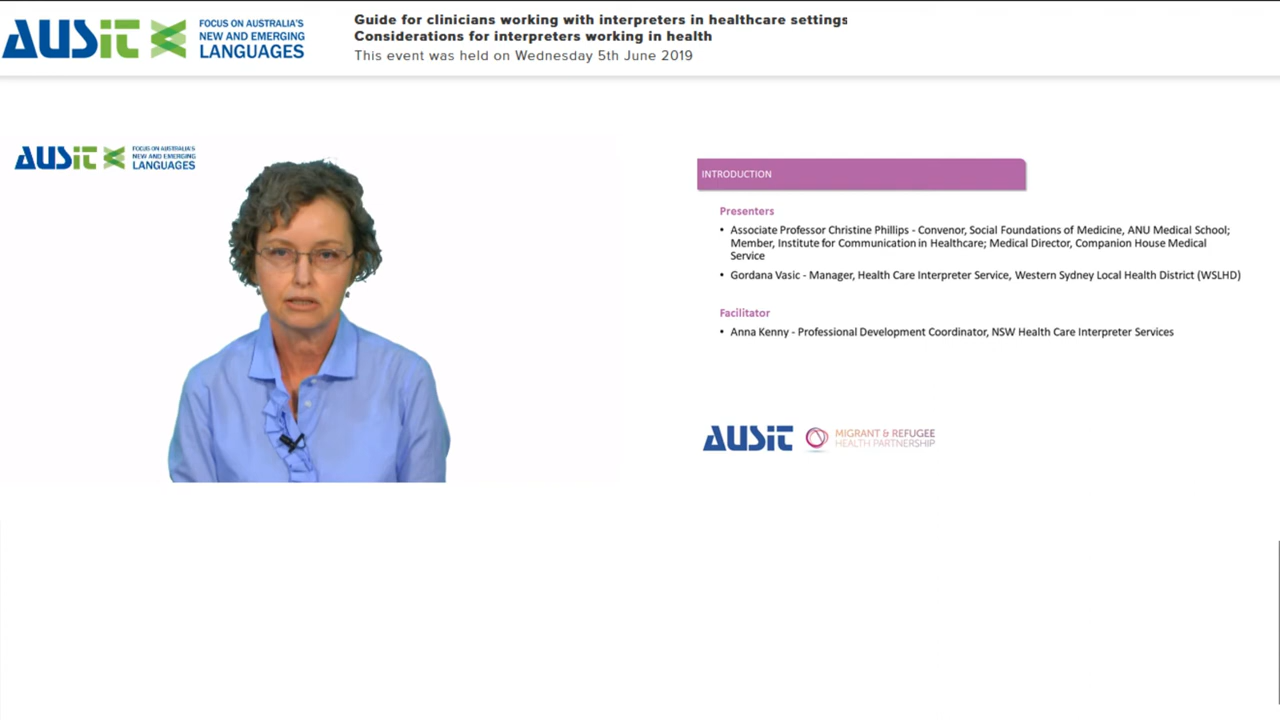 AUSiT
FOCUS ON AUSTRALIA'S
NEW AND EMERGING
LANGUAGES
Guide for clinicians working with interpreters in healthcare settings
Considerations for interpreters working in health
This event was held on Wednesday 5th June 2019
AUSiT
FOCUS ON AUSTRALIA'S
NEW AND EMERGING
LANGUAGES
INTRODUCTION
Presenters
• Associate Professor Christine Phillips - Convenor, Social Foundations of Medicine, ANU Medical School;
Member, Institute for Communication in Healthcare; Medical Director, Companion House Medical
Service
• Gordana Vasic - Manager, Health Care Interpreter Service, Western Sydney Local Health District (WSLHD)
Facilitator
• Anna Kenny - Professional Development Coordinator, NSW Health Care Interpreter Services
AUSiT
MIGRANT & REFUGEE
HEALTH PARTNERSHIP